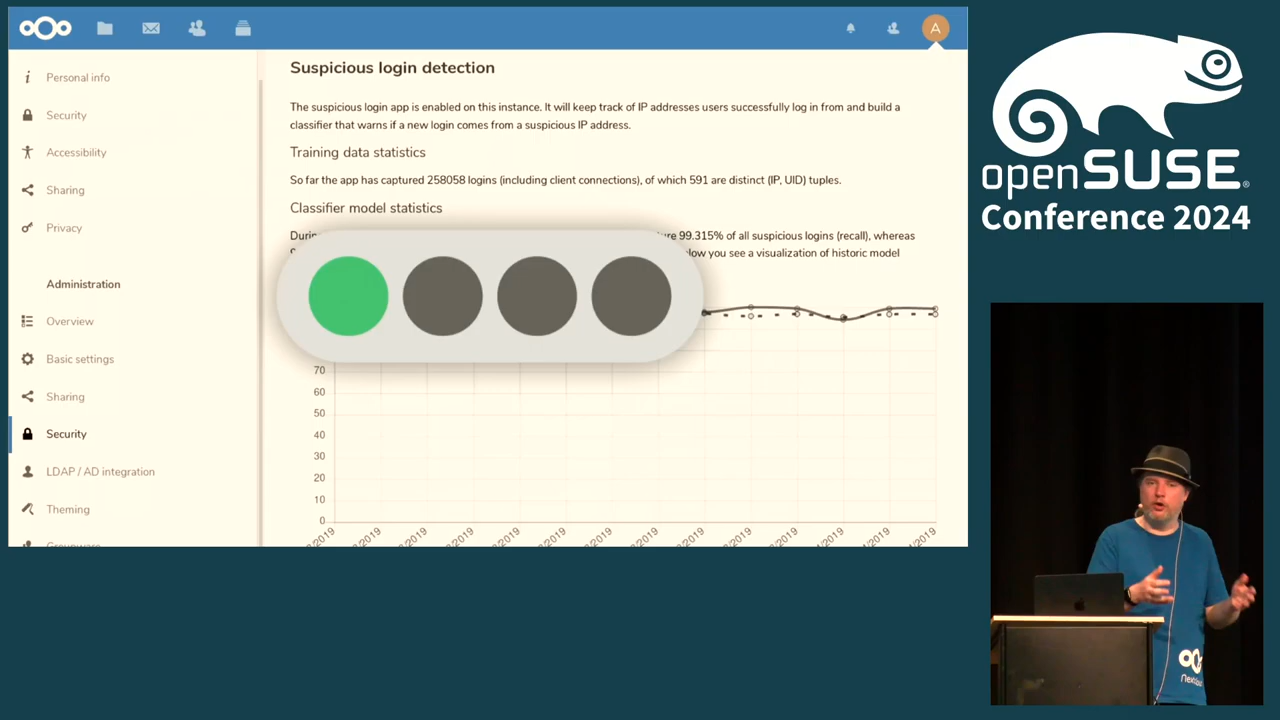 A
Personal info
Security
Accessibility
Sharing
Privacy
Administration
Overview
Basic settings
Sharing
Security
LDAP / AD integration
Theming
Suspicious login detection
The suspicious login app is enabled on this instance. It will keep track of IP addresses users successfully log in from and build a
classifier that warns if a new login comes from a suspicious IP address.
Training data statistics
So far the app has captured 258058 logins (including client connections), of which 591 are distinct (IP, UID) tuples.
Classifier model statistics
99.315% of all suspicious logins (recall), whereas
you see a visualization of historic model
70
60
50
40
30
20
10
0
openSUSE®
Conference 2024